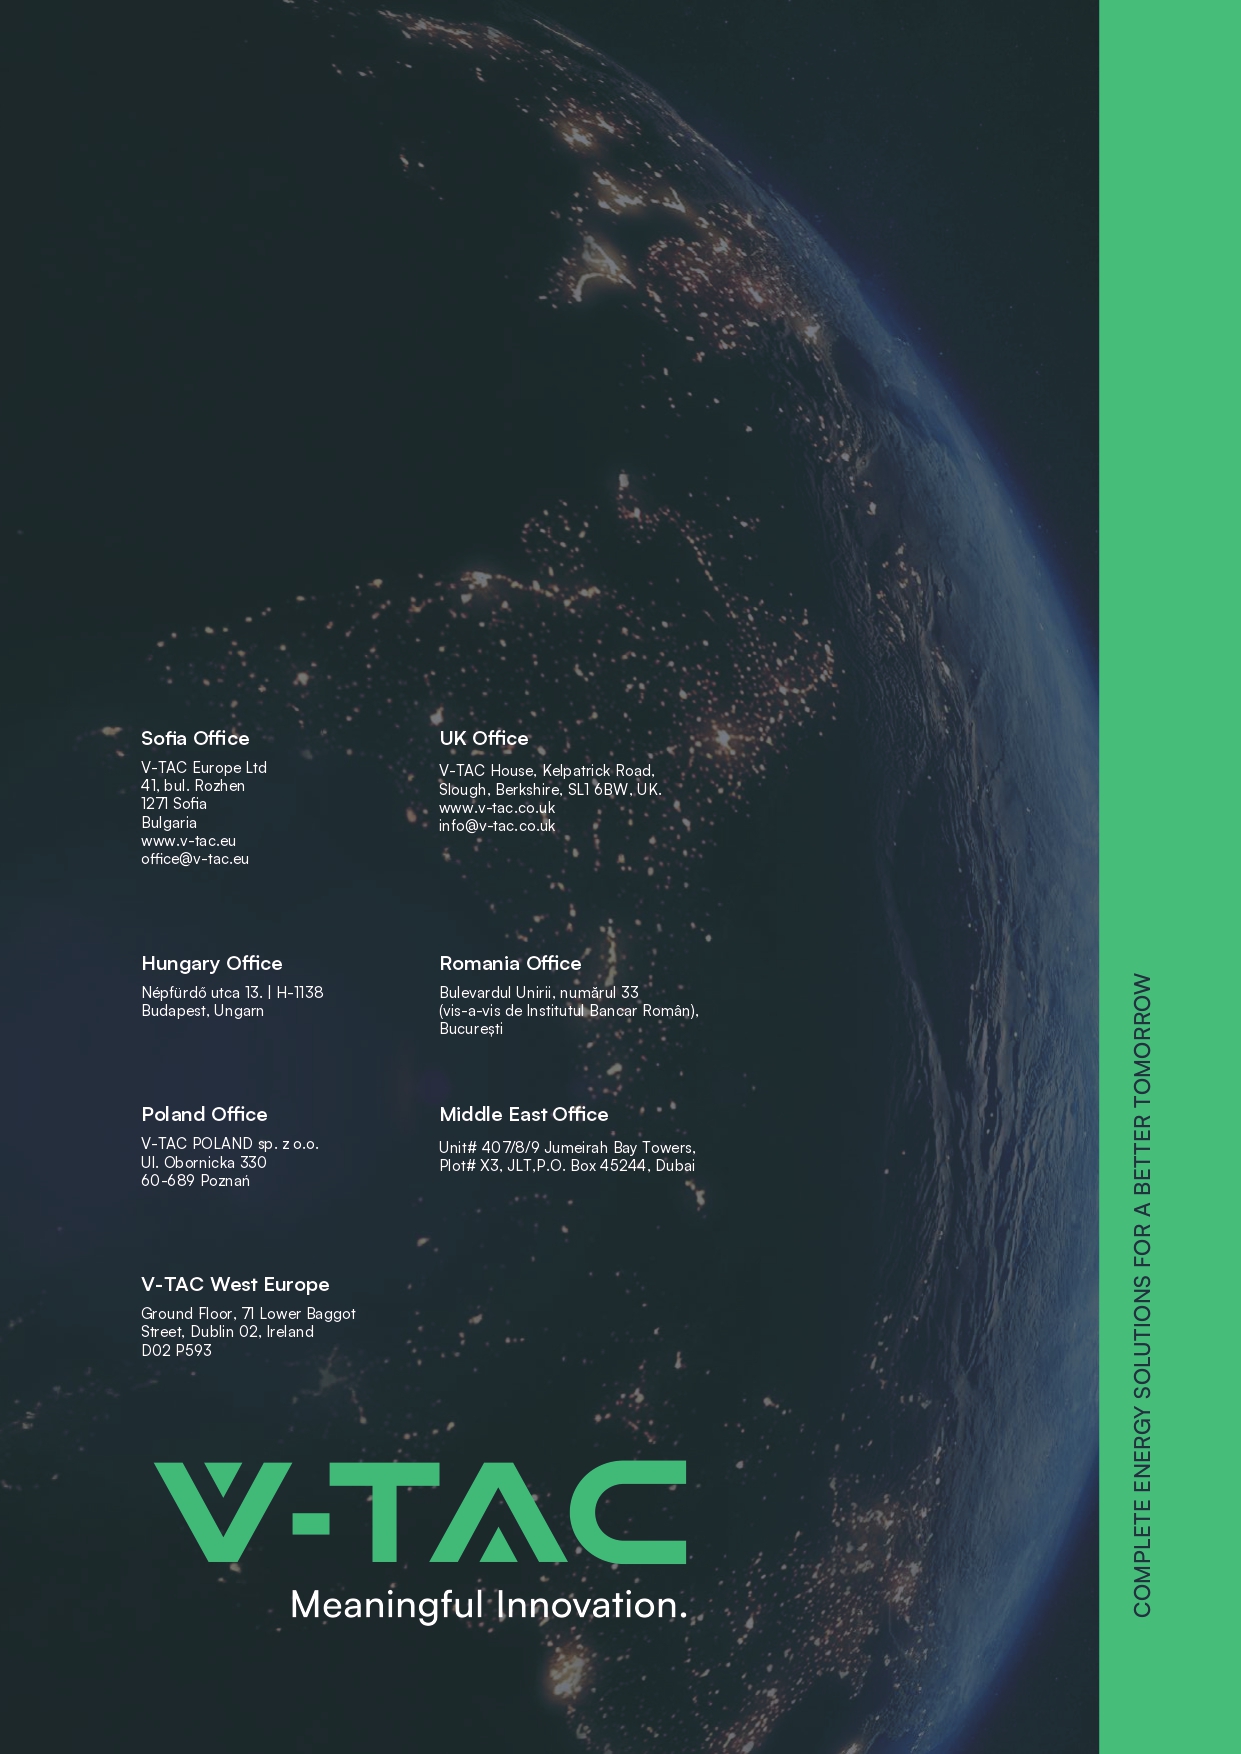 Sofia Office
V-TAC Europe Ltd
41, bul. Rozhen
1271 Sofia
Bulgaria
www.v-tac.eu
office@v-tac.eu
UK Office
V-TAC House, Kelpatrick Road,
Slough, Berkshire, SL1 6BW, UK.
www.v-tac.co.uk
info@v-tac.co.uk
Hungary Office
Népfürdő utca 13. | H-1138
Budapest, Ungarn
Romania Office
Bulevardul Unirii, numărul 33
(vis-a-vis de Institutul Bancar Român),
București
Poland Office
V-TAC POLAND sp. z o.o.
Ul. Obornicka 330
60-689 Poznań
Middle East Office
Unit# 407/8/9 Jumeirah Bay Towers,
Plot# X3, JLT,P.O. Box 45244, Dubai
V-TAC West Europe
Ground Floor, 71 Lower Baggot
Street, Dublin 02, Ireland
D02 P593
V-TAC
Meaningful Innovation.
COMPLETE ENERGY SOLUTIONS FOR A BETTER TOMORROW